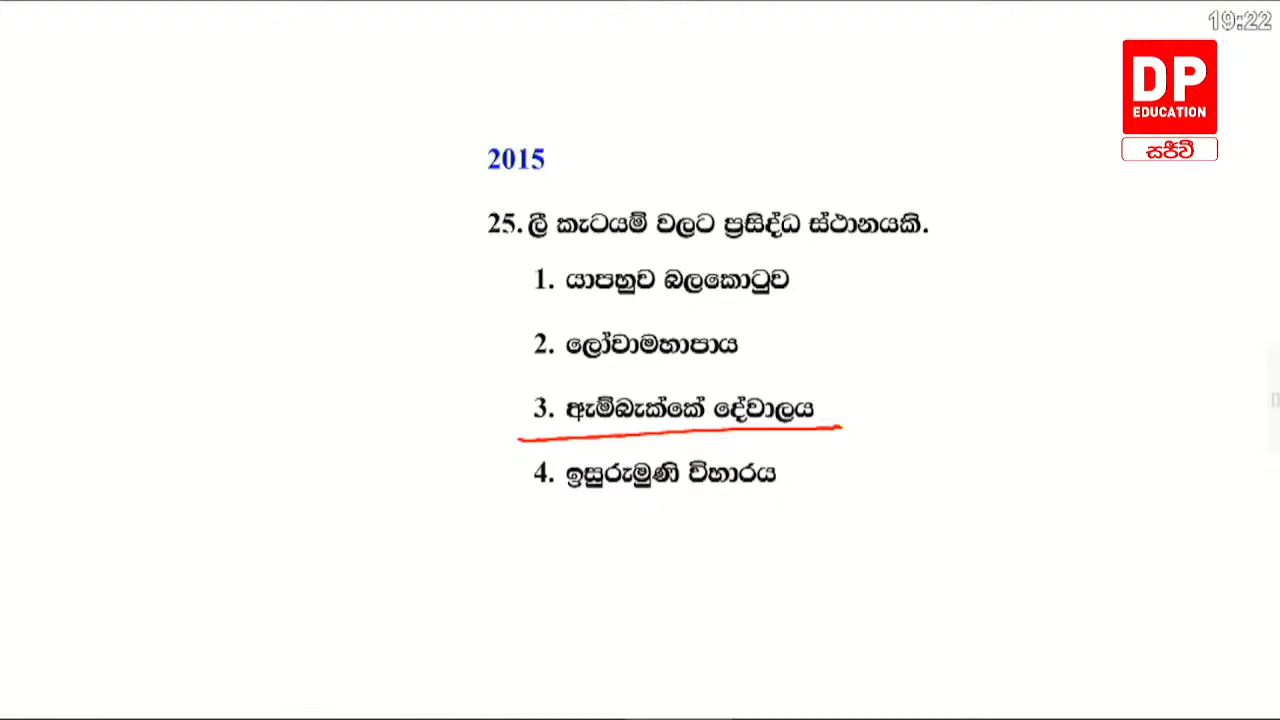 19:22
DP
EDUCATION
සජීවී
2015
25. ලී කැටයම් වලට ප්‍රසිද්ධ ස්ථානයකි.
1. යාපහුව බලකොටුව
2. ලෝවාමහාපාය
3. ඇම්බැක්කේ දේවාලය
4. ඉසුරුමුණි විහාරය